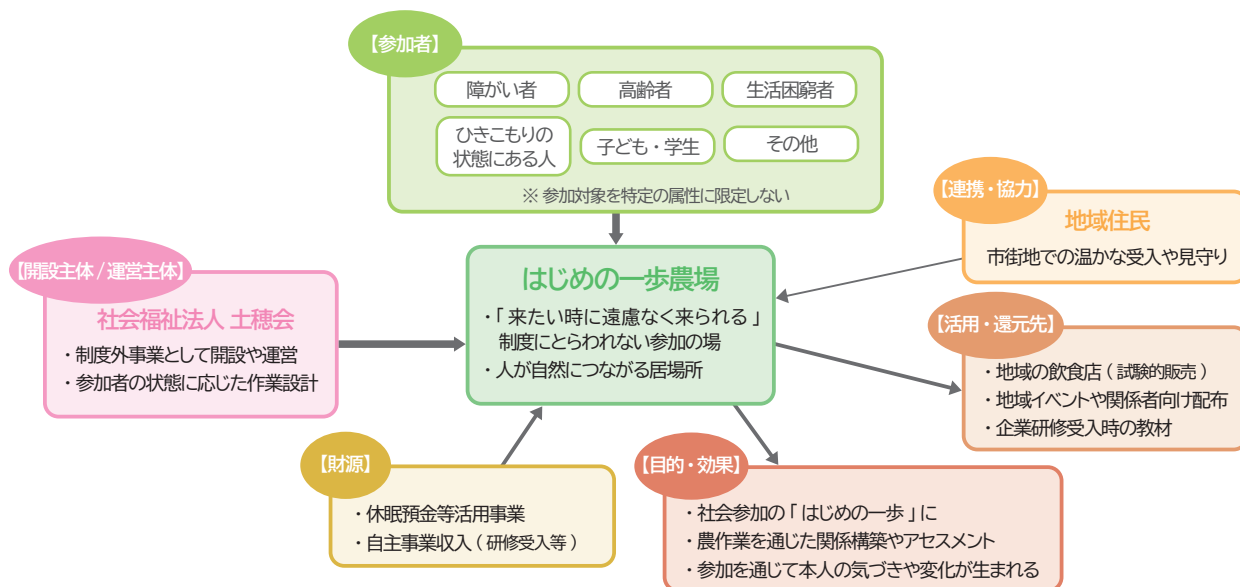 【参加者】
障がい者
高齢者
生活困窮者
ひきこもりの
状態にある人
子ども・学生
その他
※ 参加対象を特定の属性に限定しない
【連携・協力】
地域住民
市街地での温かな受入や見守り
【開設主体 / 運営主体】
社会福祉法人 土穂会
・制度外事業として開設や運営
・参加者の状態に応じた作業設計
はじめの一歩農場
・「 来たい時に遠慮なく来られる 」
制度にとらわれない参加の場
・人が自然につながる居場所
【活用・還元先】
・地域の飲食店 ( 試験的販売 )
・地域イベントや関係者向け配布
・企業研修受入時の教材
【財源】
・休眠預金等活用事業
・自主事業収入 ( 研修受入等 )
【目的・効果】
・社会参加の「 はじめの一歩 」に
・農作業を通じた関係構築やアセスメント
・参加を通じて本人の気づきや変化が生まれる